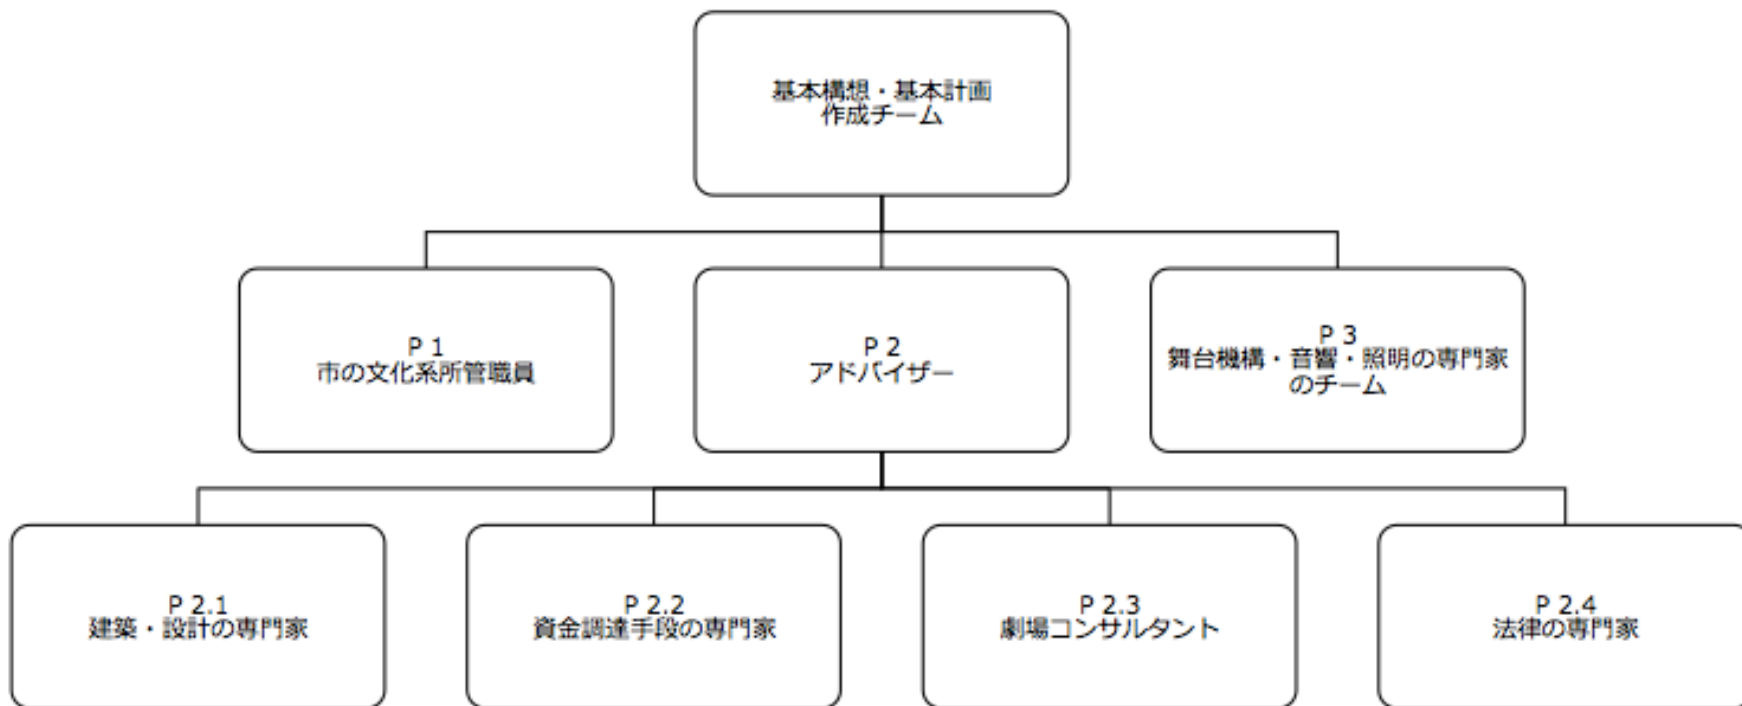 基本構想・基本計画
作成チーム
P 1
市の文化系所管職員
P 2
アドバイザー
P 3
舞台機構・音響・照明の専門家
のチーム
P 2.1
建築・設計の専門家
P 2.2
資金調達手段の専門家
P 2.3
劇場コンサルタント
P 2.4
法律の専門家